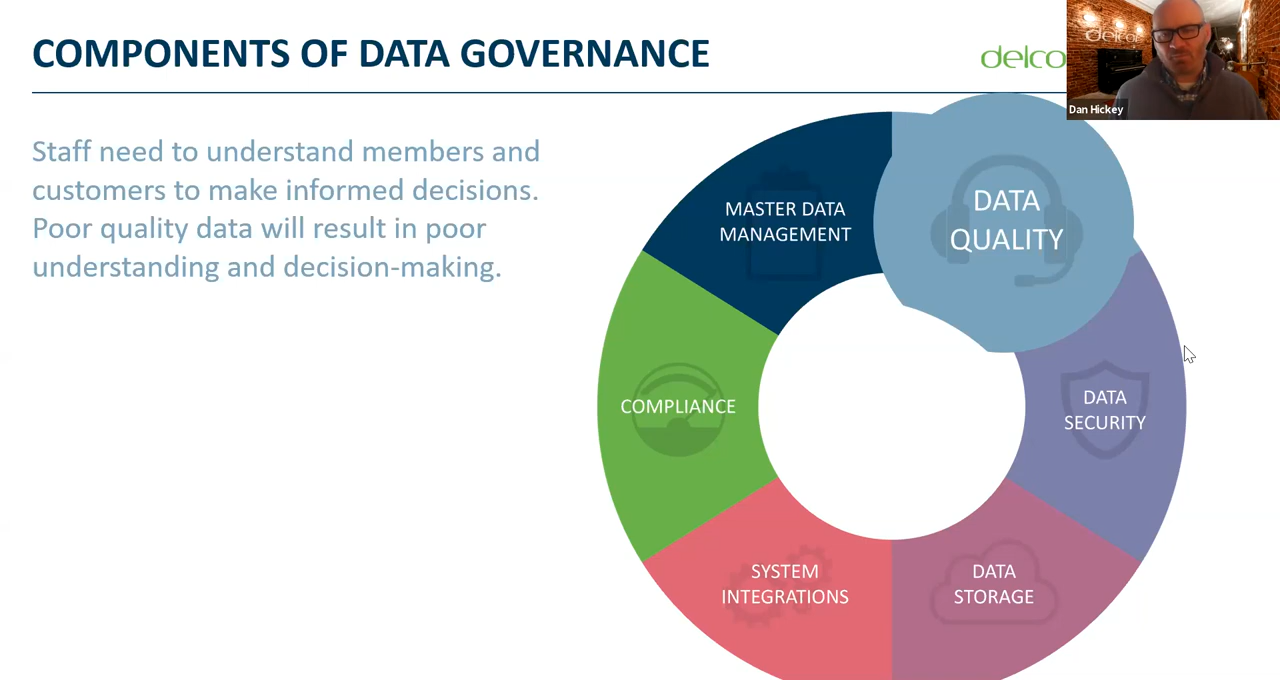 COMPONENTS OF DATA GOVERNANCE
delco
delcoe
Dan Hickey
Staff need to understand members and
customers to make informed decisions.
Poor quality data will result in poor
understanding and decision-making.
MASTER DATA
MANAGEMENT
DATA
QUALITY
COMPLIANCE
DATA
SECURITY
SYSTEM
INTEGRATIONS
DATA
STORAGE